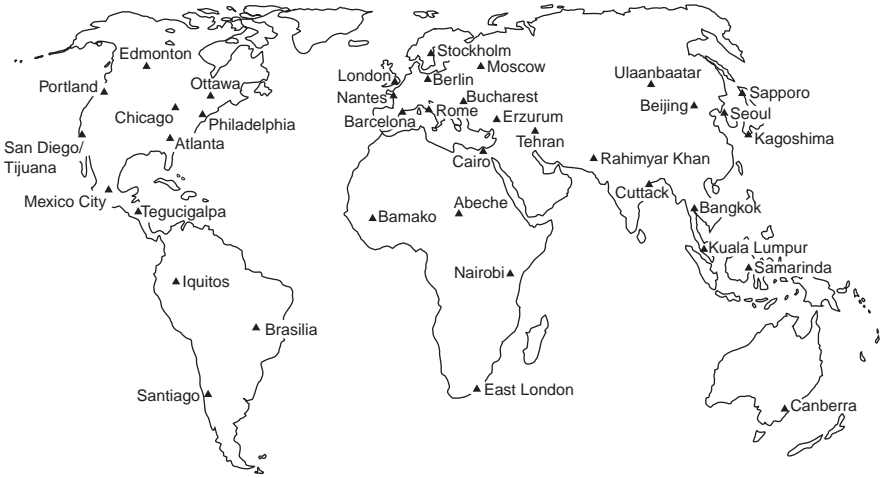 Edmonton
Portland
Ottawa
Chicago
Philadelphia
San Diego/
Tijuana
Atlanta
Mexico City
Tegucigalpa
Iquitos
Brasilia
Santiago
Stockholm
London
Berlin
Moscow
Nantes
Bucharest
Barcelona
Rome
Erzurum
Tehran
Cairo
Bamako
Abeche
Nairobi
East London
Ulaanbaatar
Sapporo
Beijing
Seoul
Kagoshima
Rahimyar Khan
Cuttack
Bangkok
Kuala Lumpur
Samarinda
Canberra